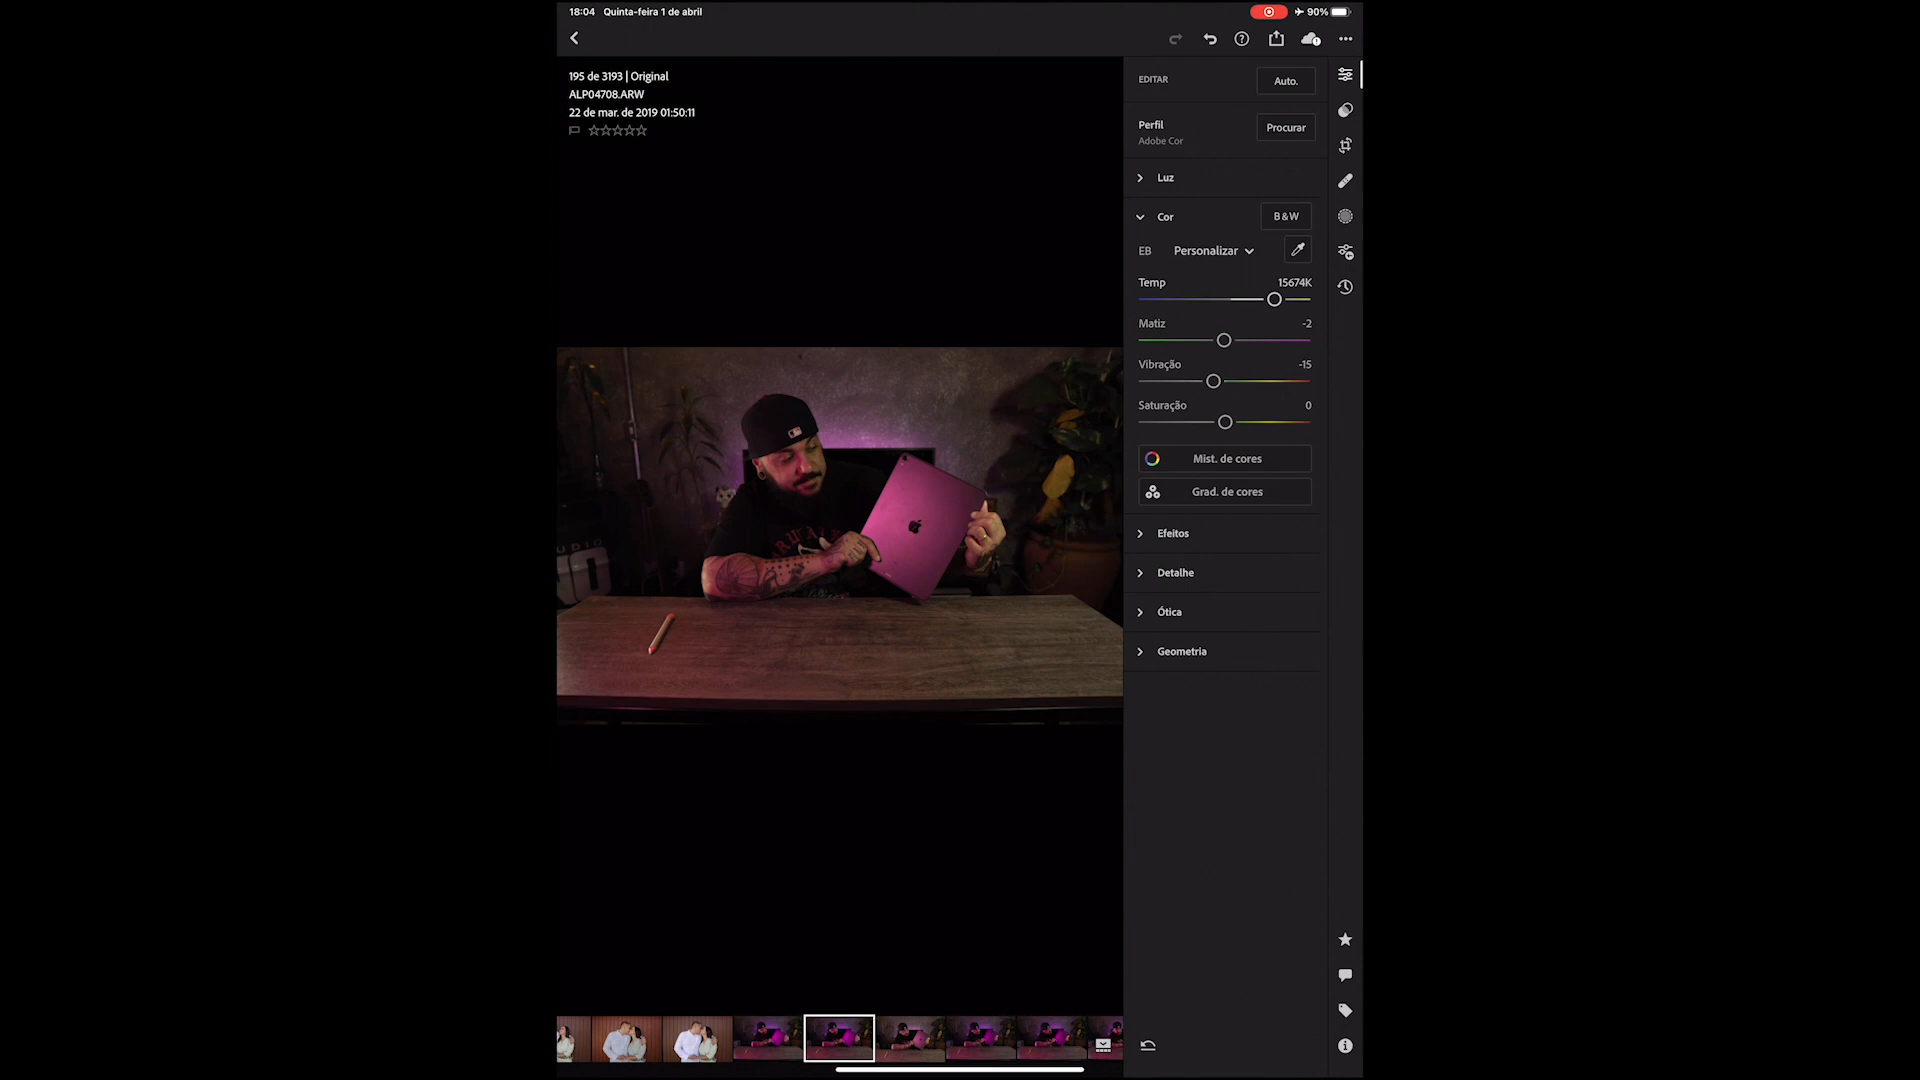 18:04 Quinta-feira 1 de abril
90%
195 de 3193 | Original
ALP04708.ARW
22 de mar. de 2019 01:50:11
EDITAR
Auto.
Perfil
Adobe Cor
Procurar
Luz
Cor
B & W
EB
Personalizar
Temp
15674K
Matiz
-2
Vibração
-15
Saturação
0
Mist. de cores
Grad. de cores
Efeitos
Detalhe
Ótica
Geometria